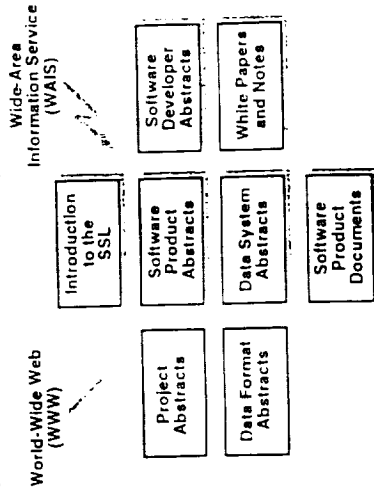 World-Wide Web
(WWW)
Wide-Area
Information Service
(WAIS)
Introduction
to the
SSL
Project
Abstracts
Software
Product
Abstracts
Software
Developer
Abstracts
Data Format
Abstracts
Data System
Abstracts
White Papers
and Notes
Software
Product
Documents